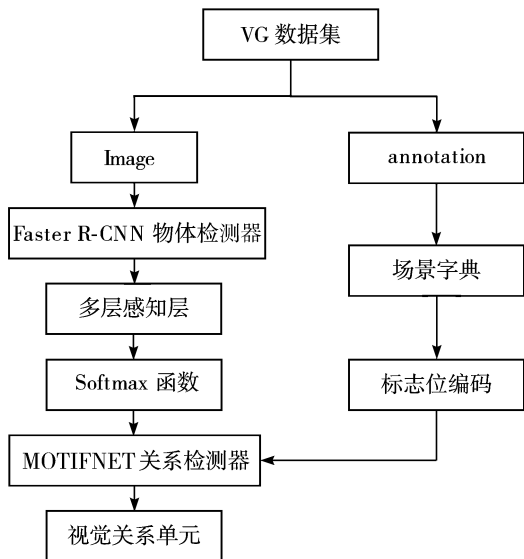 VG 数据集
Image
annotation
Faster R-CNN 物体检测器
场景字典
多层感知层
Softmax 函数
标志位编码
MOTIFNET 关系检测器
视觉关系单元